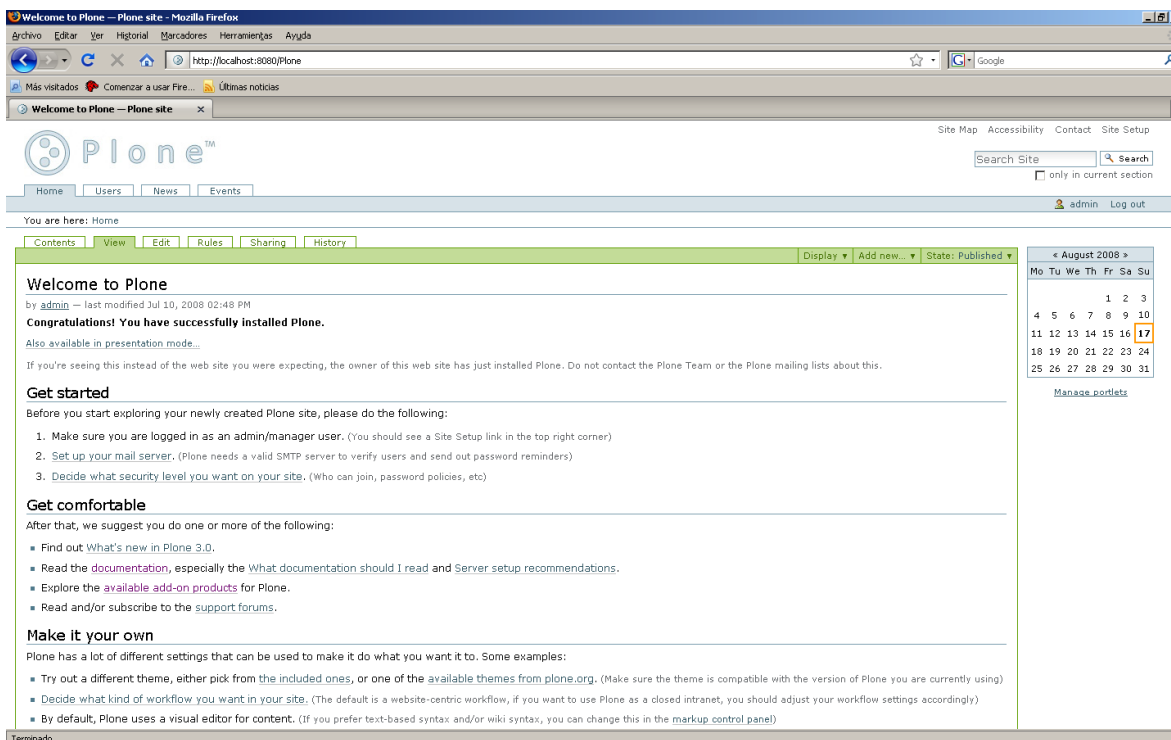 Welcome to Plone — Plone site - Mozilla Firefox
Archivo Editar Ver Historial Marcadores Herramientas Ayuda
http://localhost:8080/Plone
G Google
Más visitados Comenzar a usar Fire... Últimas noticias
Welcome to Plone — Plone site
Site Map Accessibility Contact Site Setup
Plone™
Search Site Search
only in current section
Home Users News Events
admin Log out
You are here: Home
Contents View Edit Rules Sharing History
Display ▼ Add new... ▼ State: Published ▼
« August 2008 »
Mo Tu We Th Fr Sa Su
1 2 3
4 5 6 7 8 9 10
11 12 13 14 15 16 17
18 19 20 21 22 23 24
25 26 27 28 29 30 31
Manage portlets
Welcome to Plone
by admin — last modified Jul 10, 2008 02:48 PM
Congratulations! You have successfully installed Plone.
Also available in presentation mode...
If you're seeing this instead of the web site you were expecting, the owner of this web site has just installed Plone. Do not contact the Plone Team or the Plone mailing lists about this.
Get started
Before you start exploring your newly created Plone site, please do the following:
1. Make sure you are logged in as an admin/manager user. (You should see a Site Setup link in the top right corner)
2. Set up your mail server. (Plone needs a valid SMTP server to verify users and send out password reminders)
3. Decide what security level you want on your site. (Who can join, password policies, etc)
Get comfortable
After that, we suggest you do one or more of the following:
Find out What's new in Plone 3.0.
Read the documentation, especially the What documentation should I read and Server setup recommendations.
Explore the available add-on products for Plone.
Read and/or subscribe to the support forums.
Make it your own
Plone has a lot of different settings that can be used to make it do what you want it to. Some examples:
Try out a different theme, either pick from the included ones, or one of the available themes from plone.org. (Make sure the theme is compatible with the version of Plone you are currently using)
Decide what kind of workflow you want in your site. (The default is a website-centric workflow, if you want to use Plone as a closed intranet, you should adjust your workflow settings accordingly)
By default, Plone uses a visual editor for content. (If you prefer text-based syntax and/or wiki syntax, you can change this in the markup control panel)
Terminado